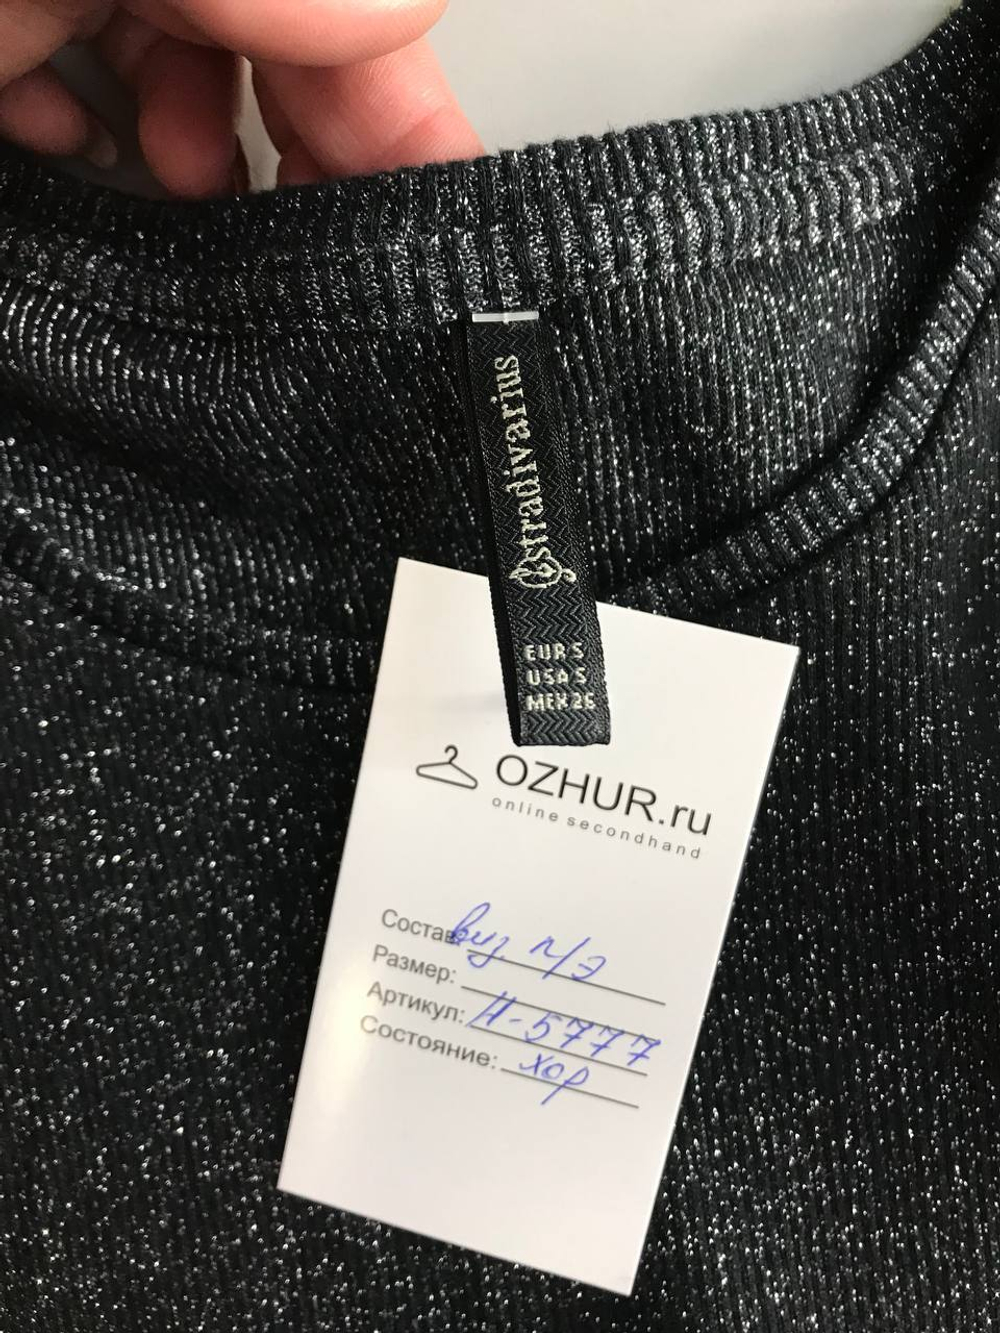 stradivarius
EUR S
USA S
MEX 26
OZHUR.ru
online secondhand
Состав: виз, п/э
Размер:
Артикул: Н-5777
Состояние: хор